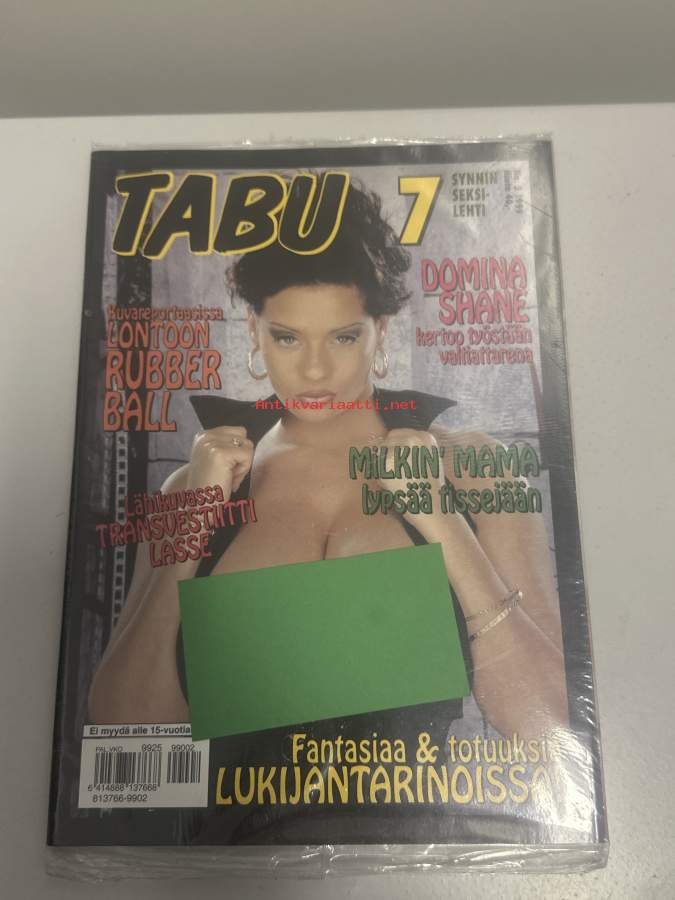 TABU
7
SYNNIN
SEKSI-
LEHTI
DOMINA
SHANE
kertoo työstään
valtiattarena
Kuvareportaasissa
LONTOON
RUBBER
BALL
Antikvariaatti.net
MiLKIN' MAMA
lypsää tissejään
Lähikuvassa
TRANSVESTIITTI
LASSE
Ei myydä alle 15-vuotia
PAL.VKO
9925 99002
6 414888 137668
813766-9902
Fantasiaa & totuuksia
LUKIJANTARINOISSA